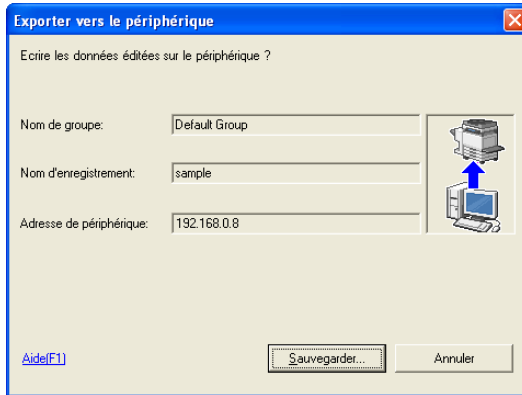 Exporter vers le périphérique
Ecrire les données éditées sur le périphérique ?
Nom de groupe: Default Group
Nom d'enregistrement: sample
Adresse de périphérique: 192.168.0.8
Aide(F1) Sauvegarder... Annuler